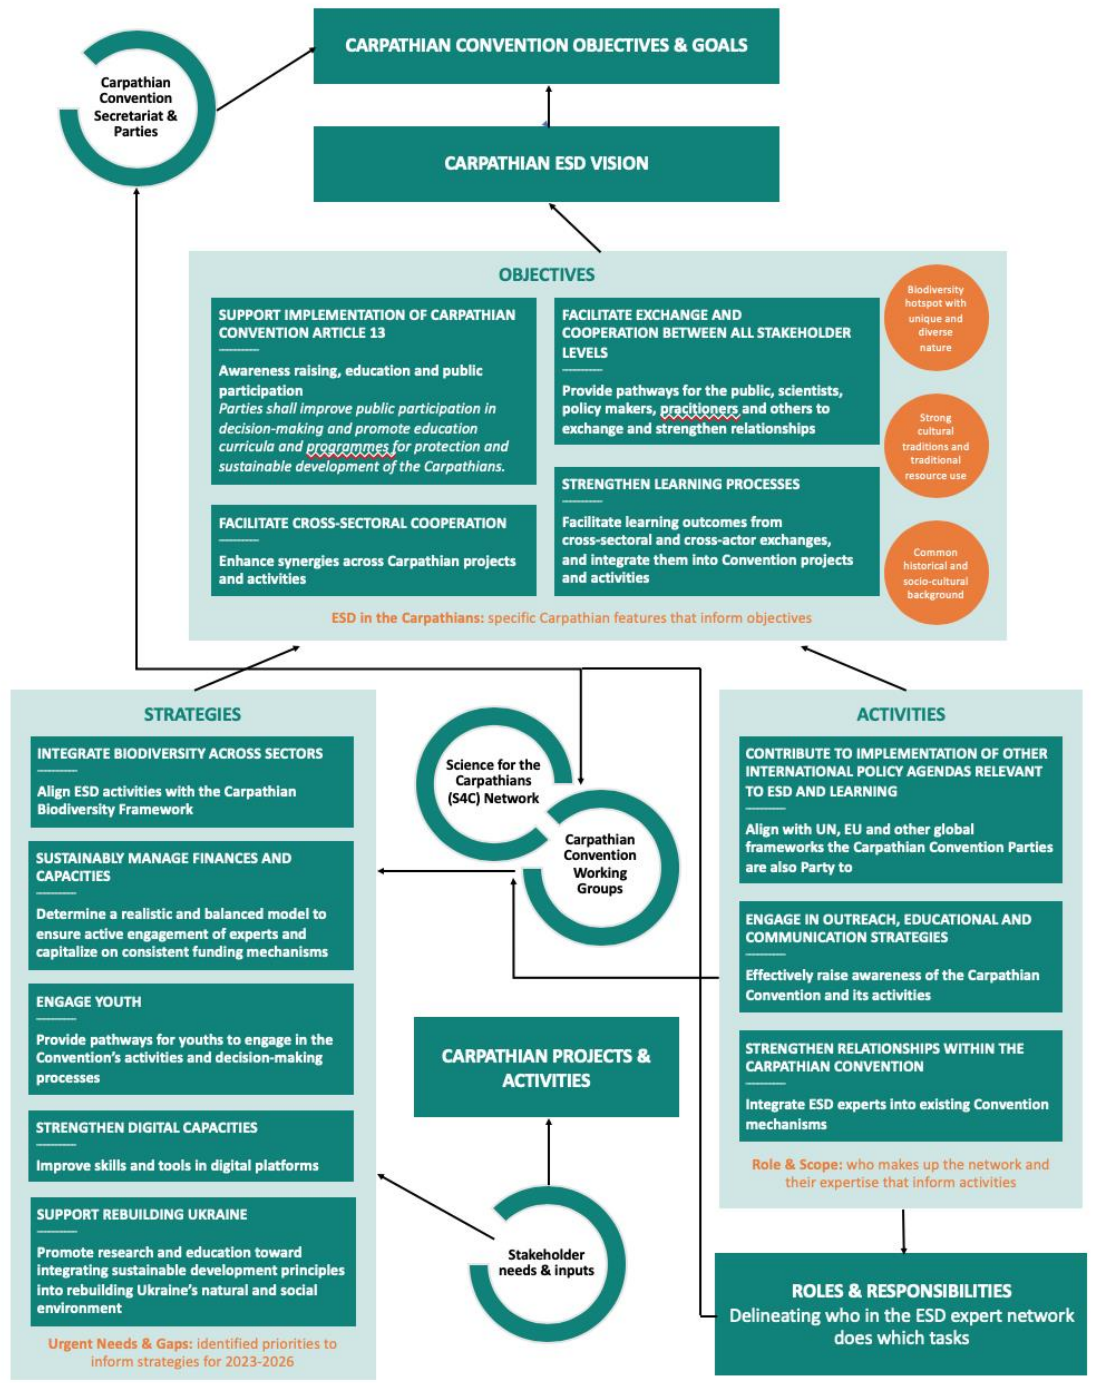 CARPATHIAN CONVENTION OBJECTIVES & GOALS
Carpathian
Convention
Secretariat &
Parties
CARPATHIAN ESD VISION
OBJECTIVES
SUPPORT IMPLEMENTATION OF CARPATHIAN
CONVENTION ARTICLE 13
Awareness raising, education and public
participation
Parties shall improve public participation in
decision-making and promote education
curricula and programmes for protection and
sustainable development of the Carpathians.
FACILITATE CROSS-SECTORAL COOPERATION
Enhance synergies across Carpathian projects
and activities
FACILITATE EXCHANGE AND
COOPERATION BETWEEN ALL STAKEHOLDER
LEVELS
Provide pathways for the public, scientists,
policy makers, pracitioners and others to
exchange and strengthen relationships
STRENGTHEN LEARNING PROCESSES
Facilitate learning outcomes from
cross-sectoral and cross-actor exchanges,
and integrate them into Convention projects
and activities
Biodiversity
hotspot with
unique and
diverse
nature
Strong
cultural
traditions and
traditional
resource use
Common
historical and
socio-cultural
background
ESD in the Carpathians: specific Carpathian features that inform objectives
STRATEGIES
INTEGRATE BIODIVERSITY ACROSS SECTORS
Align ESD activities with the Carpathian
Biodiversity Framework
SUSTAINABLY MANAGE FINANCES AND
CAPACITIES
Determine a realistic and balanced model to
ensure active engagement of experts and
capitalize on consistent funding mechanisms
ENGAGE YOUTH
Provide pathways for youths to engage in the
Convention's activities and decision-making
processes
STRENGTHEN DIGITAL CAPACITIES
Improve skills and tools in digital platforms
SUPPORT REBUILDING UKRAINE
Promote research and education toward
integrating sustainable development principles
into rebuilding Ukraine's natural and social
environment
Urgent Needs & Gaps: identified priorities to
inform strategies for 2023-2026
Science for the
Carpathians
(S4C) Network
Carpathian
Convention
Working
Groups
CARPATHIAN PROJECTS &
ACTIVITIES
Stakeholder
needs & inputs
ACTIVITIES
CONTRIBUTE TO IMPLEMENTATION OF OTHER
INTERNATIONAL POLICY AGENDAS RELEVANT
TO ESD AND LEARNING
Align with UN, EU and other global
frameworks the Carpathian Convention Parties
are also Party to
ENGAGE IN OUTREACH, EDUCATIONAL AND
COMMUNICATION STRATEGIES
Effectively raise awareness of the Carpathian
Convention and its activities
STRENGTHEN RELATIONSHIPS WITHIN THE
CARPATHIAN CONVENTION
Integrate ESD experts into existing Convention
mechanisms
Role & Scope: who makes up the network and
their expertise that inform activities
ROLES & RESPONSIBILITIES
Delineating who in the ESD expert network
does which tasks